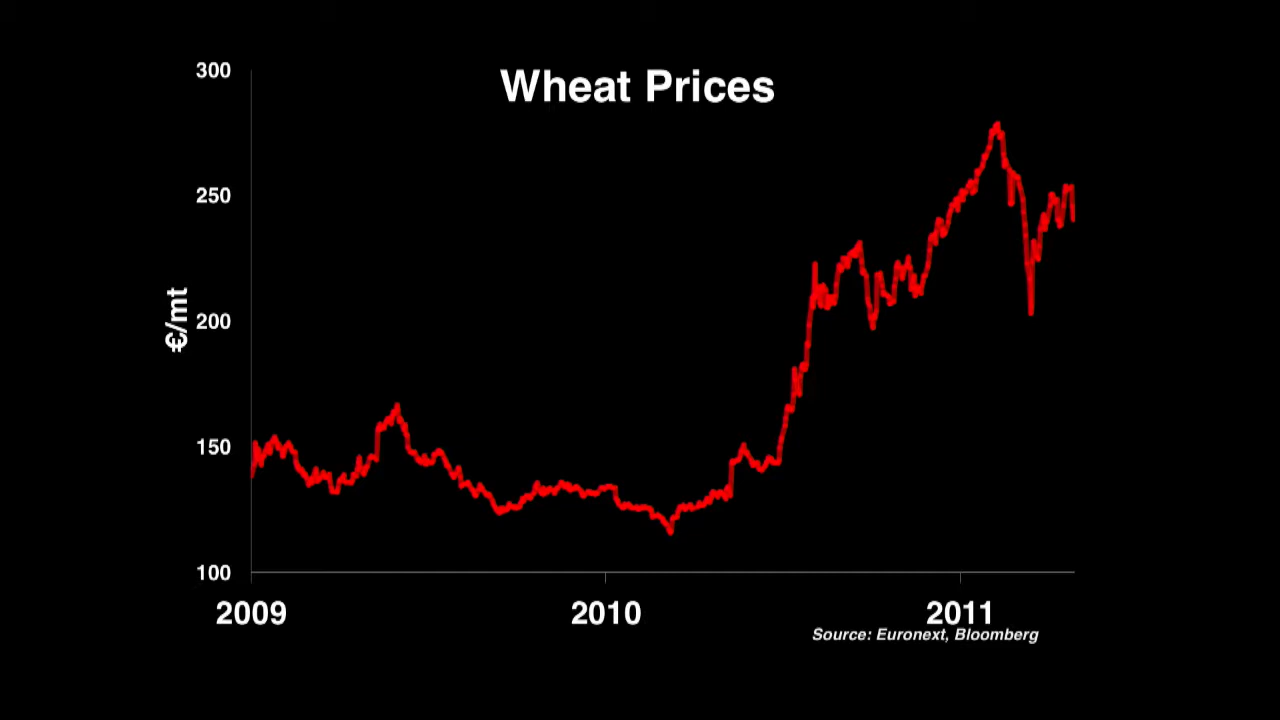 Wheat Prices
300
250
200
150
100
€/mt
2009 2010 2011
Source: Euronext, Bloomberg